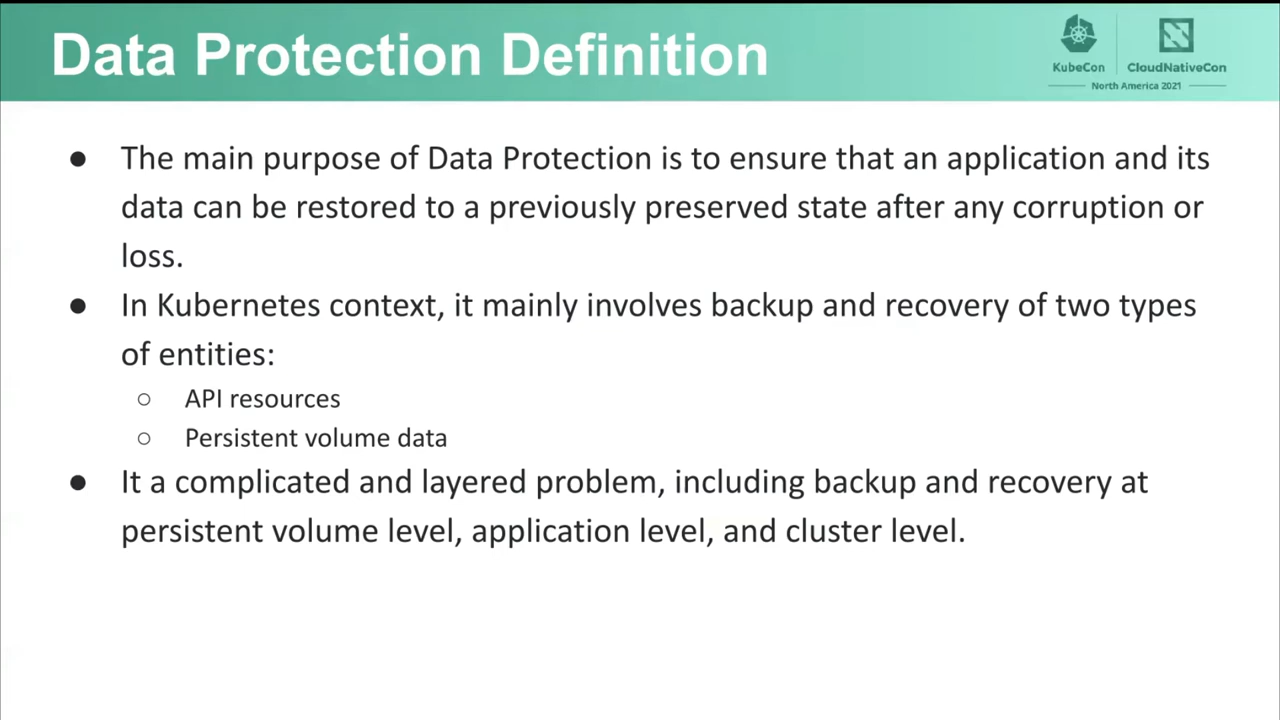 Data Protection Definition
KubeCon
CloudNativeCon
North America 2021
● The main purpose of Data Protection is to ensure that an application and its
data can be restored to a previously preserved state after any corruption or
loss.
● In Kubernetes context, it mainly involves backup and recovery of two types
of entities:
○ API resources
○ Persistent volume data
● It a complicated and layered problem, including backup and recovery at
persistent volume level, application level, and cluster level.